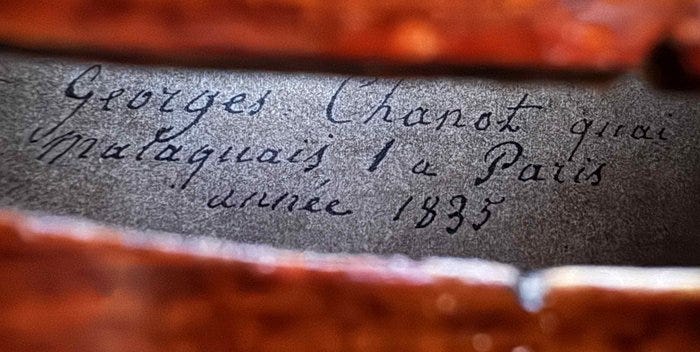 Georges Chanot quai
Malaquais 1 a Paris
année 1835